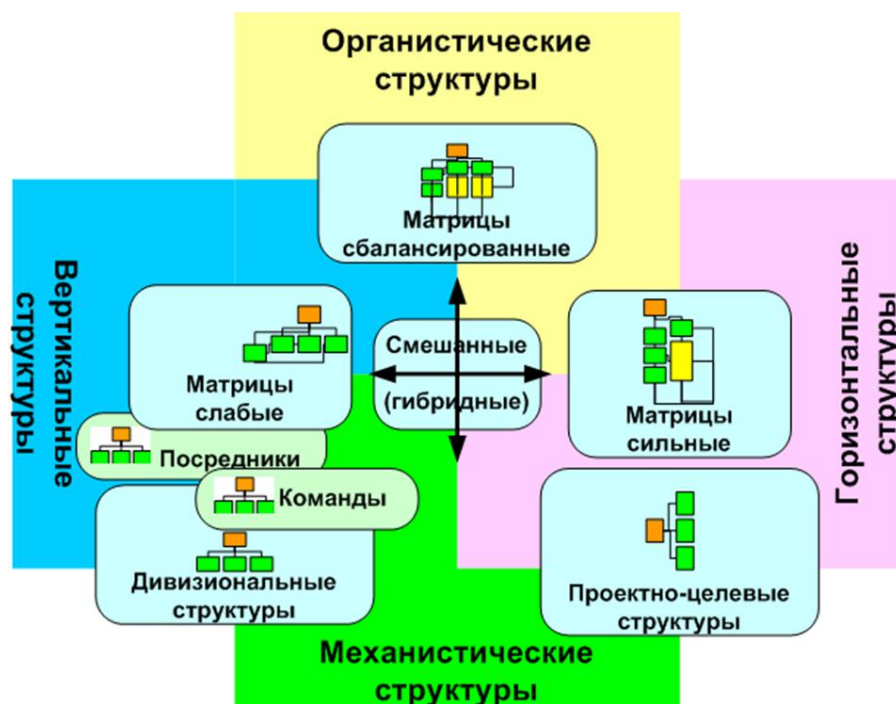 Органистические
структуры
Матрицы
сбалансированные
Вертикальные
структуры
Горизонтальные
структуры
Смешанные
(гибридные)
Матрицы
слабые
Матрицы
сильные
Посредники
Команды
Дивизиональные
структуры
Проектно-целевые
структуры
Механистические
структуры